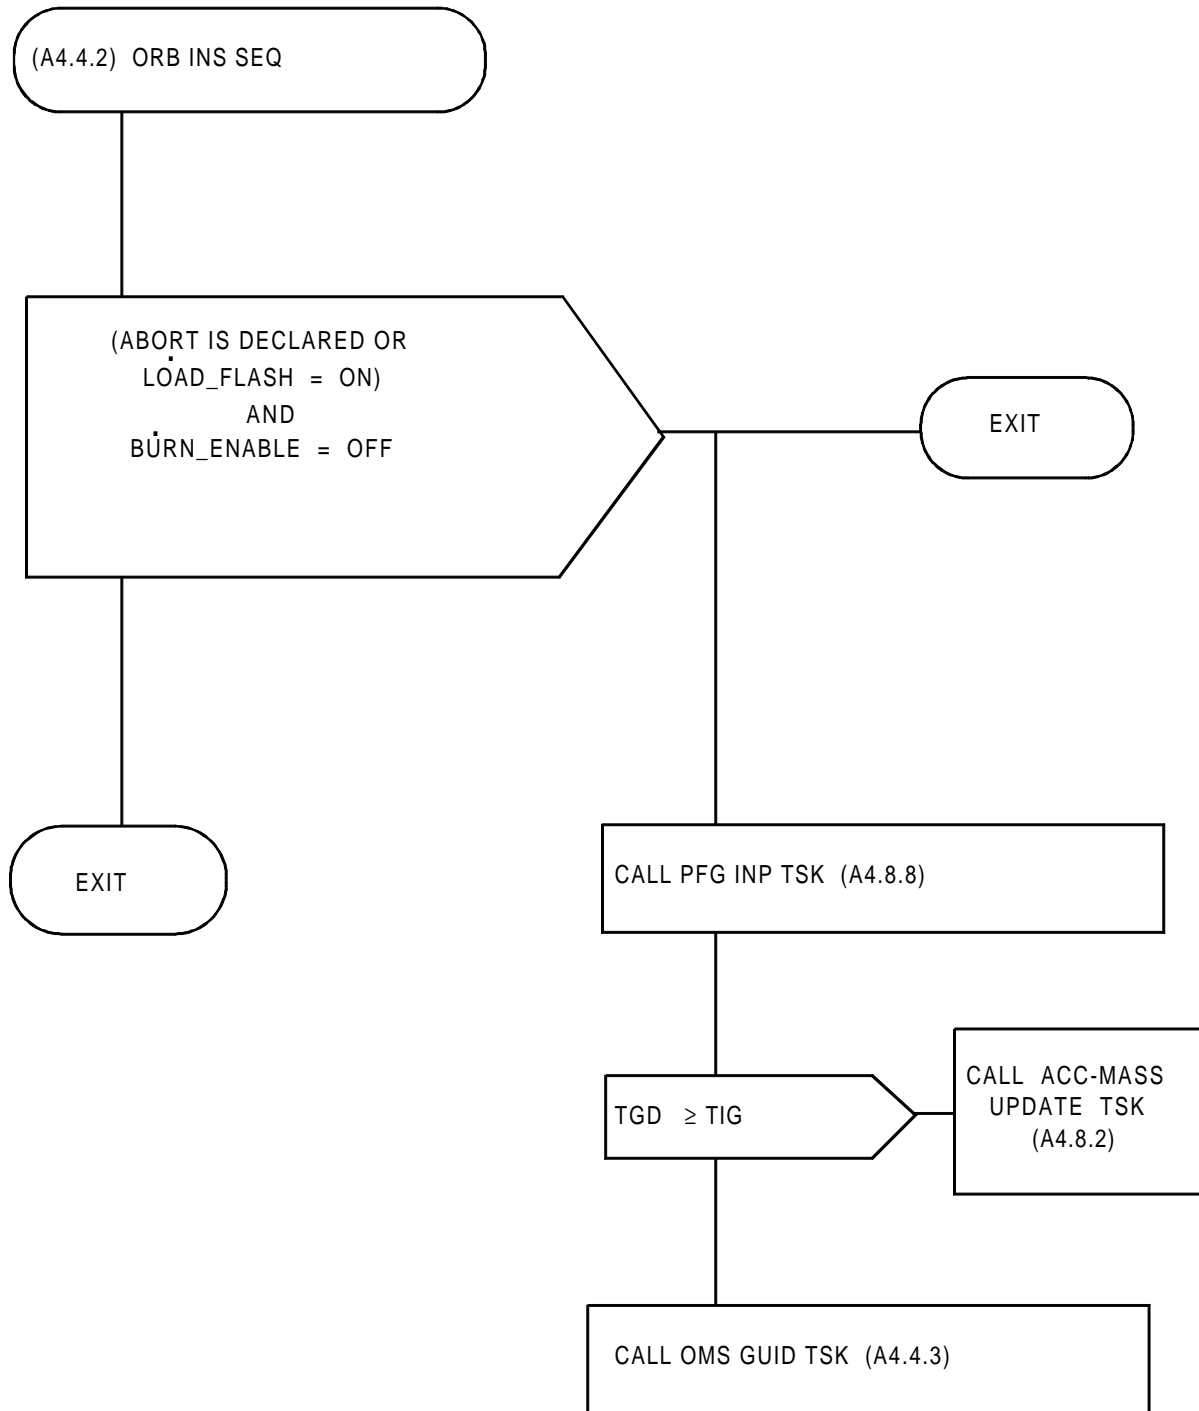 (A4.4.2) ORB INS SEQ
(ABORT IS DECLARED OR
LOAD_FLASH = ON)
AND
BURN_ENABLE = OFF
EXIT
EXIT
CALL PFG INP TSK (A4.8.8)
TGD ≥ TIG
CALL ACC-MASS
UPDATE TSK
(A4.8.2)
CALL OMS GUID TSK (A4.4.3)